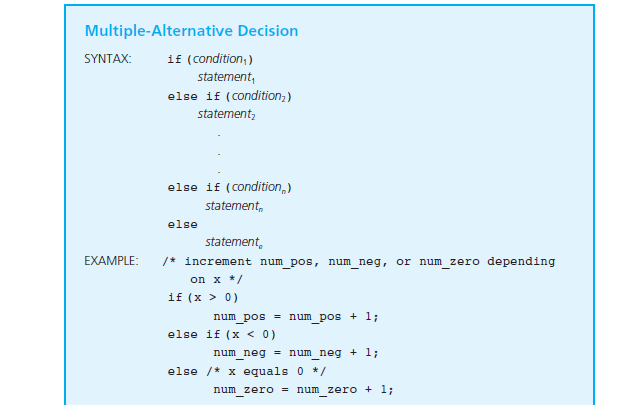 Multiple-Alternative Decision
SYNTAX: if (condition₁)
statement₁
else if (condition₂)
statement₂
.
.
.
else if (conditionₙ)
statementₙ
else
statementₑ
EXAMPLE: /* increment num_pos, num_neg, or num_zero depending
on x */
if (x > 0)
num_pos = num_pos + 1;
else if (x < 0)
num_neg = num_neg + 1;
else /* x equals 0 */
num_zero = num_zero + 1;